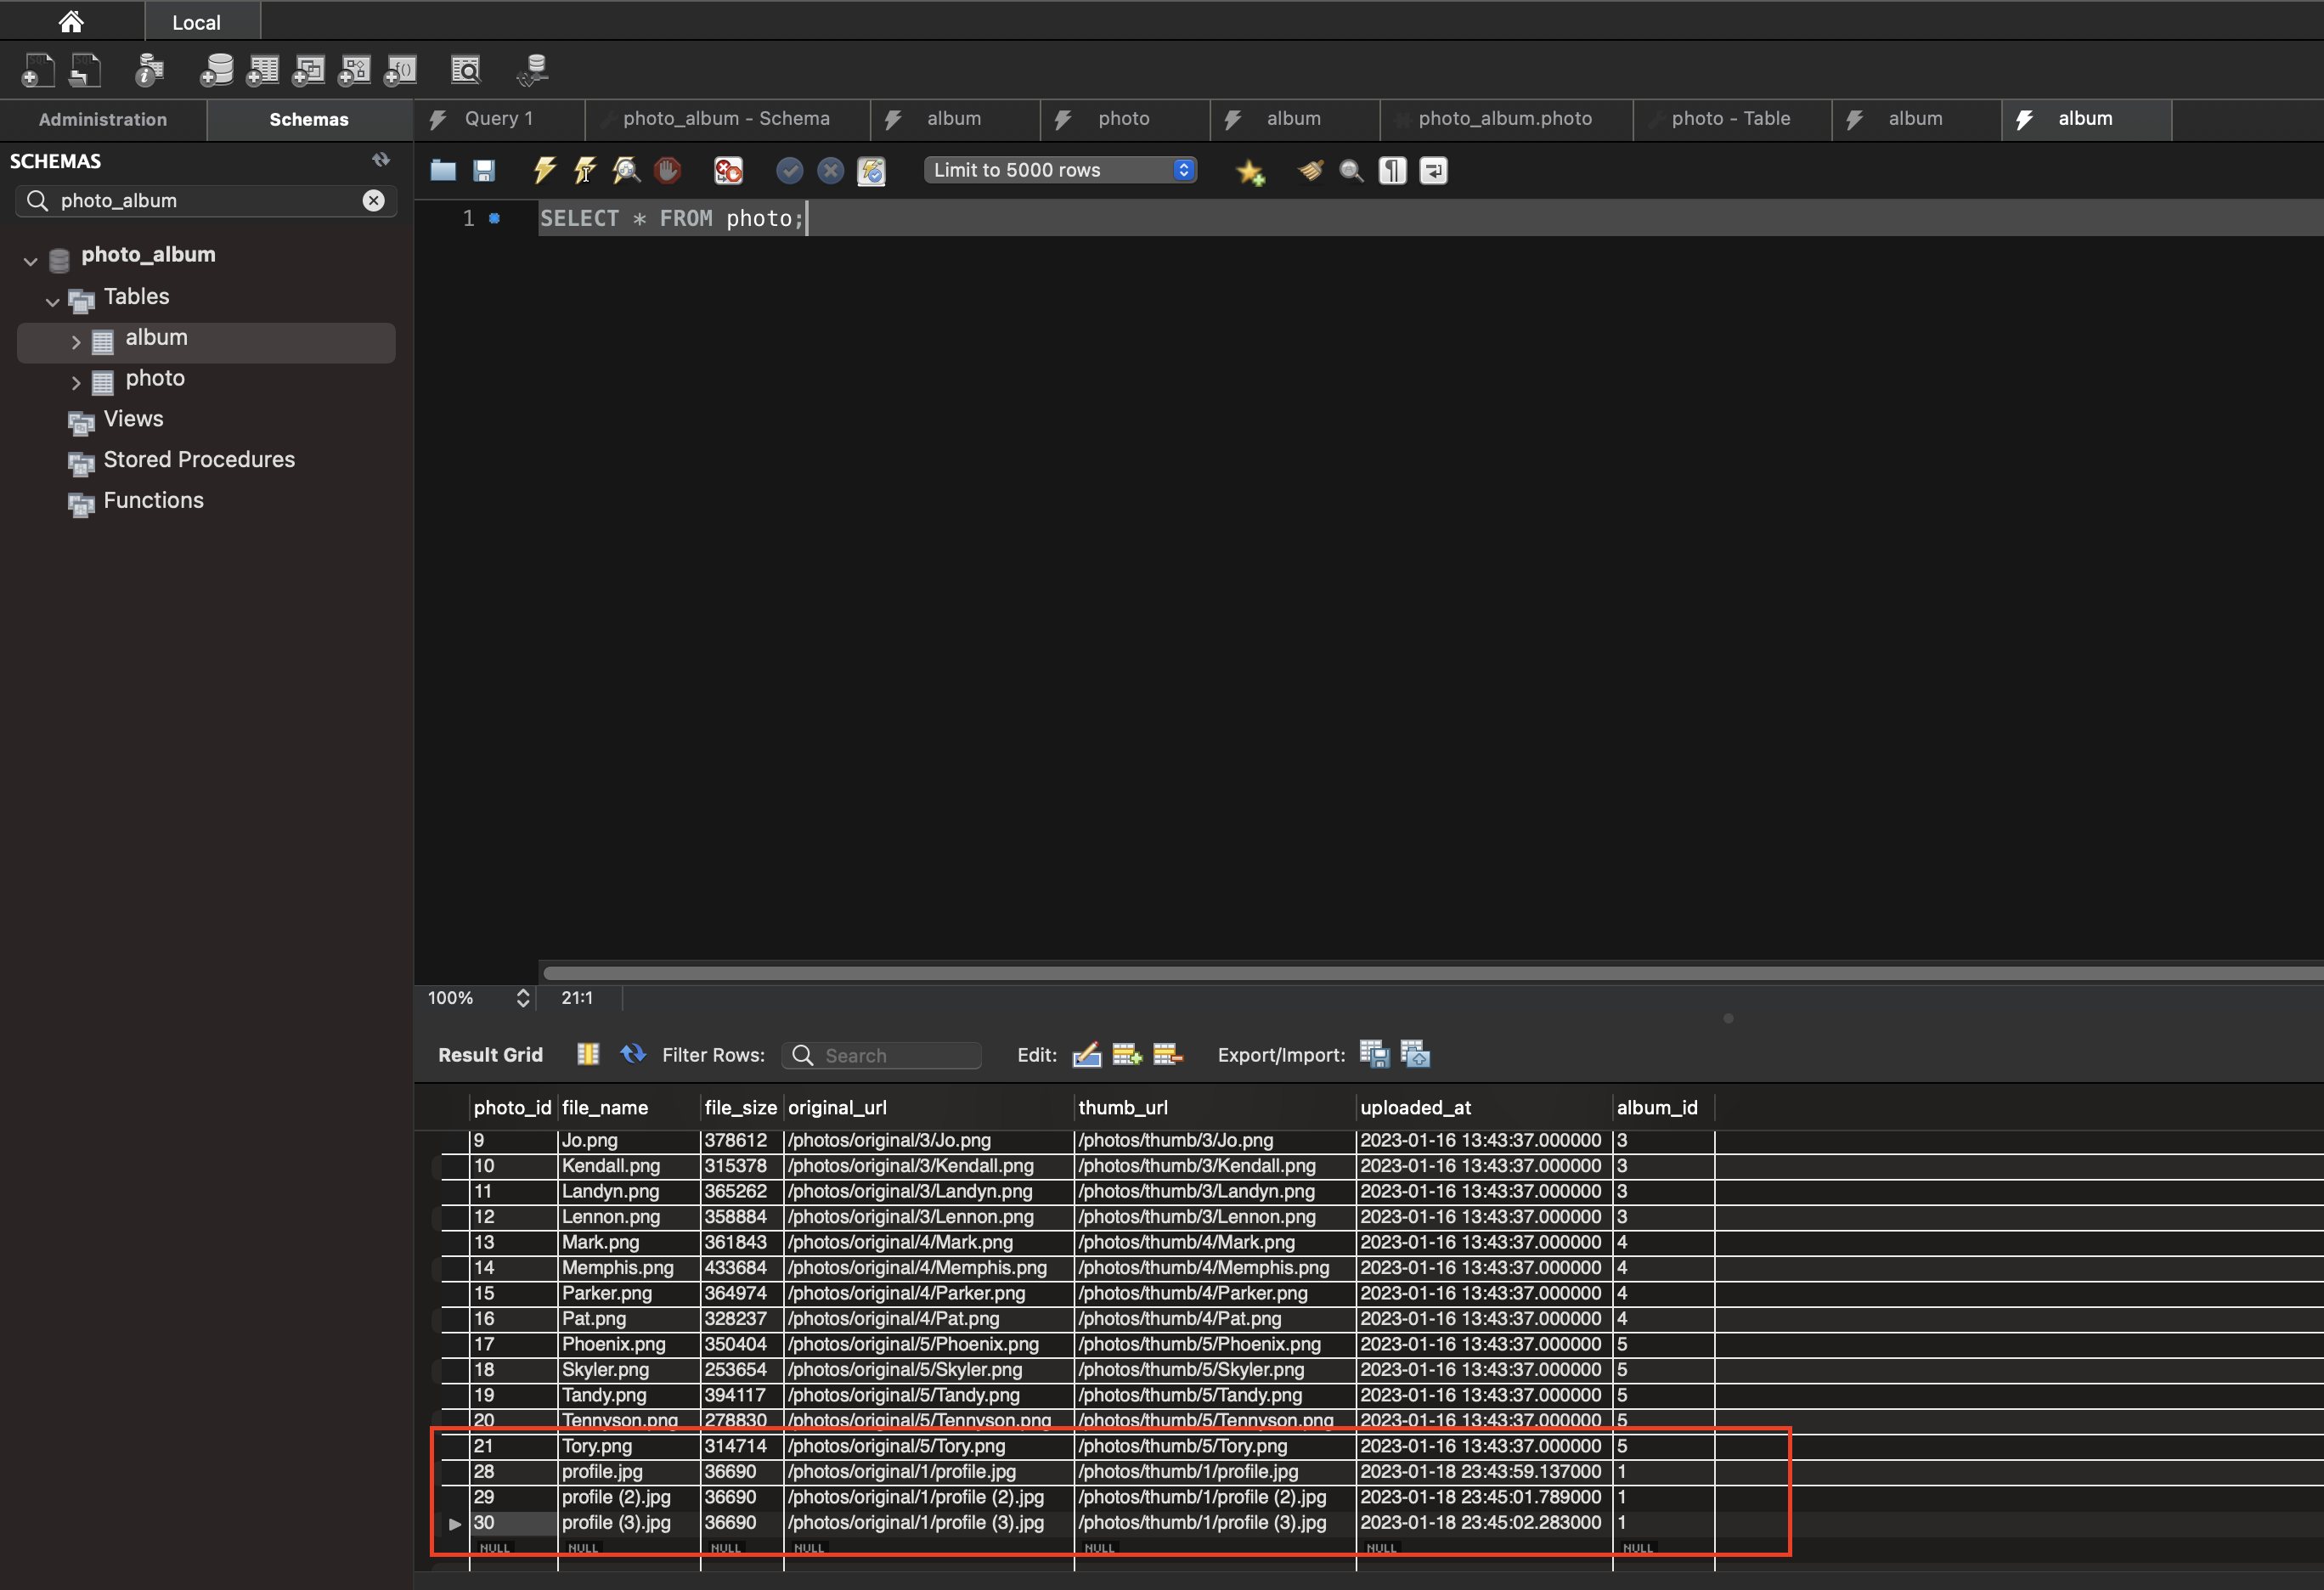 Local
Administration Schemas Query 1 photo_album - Schema album photo album photo_album.photo photo - Table album album
SCHEMAS
photo_album
Limit to 5000 rows
1 SELECT * FROM photo;
photo_album
Tables
album
photo
Views
Stored Procedures
Functions
100% 21:1
Result Grid Filter Rows: Search Edit: Export/Import:
photo_id file_name file_size original_url thumb_url uploaded_at album_id
9 Jo.png 378612 /photos/original/3/Jo.png /photos/thumb/3/Jo.png 2023-01-16 13:43:37.000000 3
10 Kendall.png 315378 /photos/original/3/Kendall.png /photos/thumb/3/Kendall.png 2023-01-16 13:43:37.000000 3
11 Landyn.png 365262 /photos/original/3/Landyn.png /photos/thumb/3/Landyn.png 2023-01-16 13:43:37.000000 3
12 Lennon.png 358884 /photos/original/3/Lennon.png /photos/thumb/3/Lennon.png 2023-01-16 13:43:37.000000 3
13 Mark.png 361843 /photos/original/4/Mark.png /photos/thumb/4/Mark.png 2023-01-16 13:43:37.000000 4
14 Memphis.png 433684 /photos/original/4/Memphis.png /photos/thumb/4/Memphis.png 2023-01-16 13:43:37.000000 4
15 Parker.png 364974 /photos/original/4/Parker.png /photos/thumb/4/Parker.png 2023-01-16 13:43:37.000000 4
16 Pat.png 328237 /photos/original/4/Pat.png /photos/thumb/4/Pat.png 2023-01-16 13:43:37.000000 4
17 Phoenix.png 350404 /photos/original/5/Phoenix.png /photos/thumb/5/Phoenix.png 2023-01-16 13:43:37.000000 5
18 Skyler.png 253654 /photos/original/5/Skyler.png /photos/thumb/5/Skyler.png 2023-01-16 13:43:37.000000 5
19 Tandy.png 394117 /photos/original/5/Tandy.png /photos/thumb/5/Tandy.png 2023-01-16 13:43:37.000000 5
20 Tennyson.png 278830 /photos/original/5/Tennyson.png /photos/thumb/5/Tennyson.png 2023-01-16 13:43:37.000000 5
21 Tory.png 314714 /photos/original/5/Tory.png /photos/thumb/5/Tory.png 2023-01-16 13:43:37.000000 5
28 profile.jpg 36690 /photos/original/1/profile.jpg /photos/thumb/1/profile.jpg 2023-01-18 23:43:59.137000 1
29 profile (2).jpg 36690 /photos/original/1/profile (2).jpg /photos/thumb/1/profile (2).jpg 2023-01-18 23:45:01.789000 1
30 profile (3).jpg 36690 /photos/original/1/profile (3).jpg /photos/thumb/1/profile (3).jpg 2023-01-18 23:45:02.283000 1
NULL NULL NULL NULL NULL NULL NULL